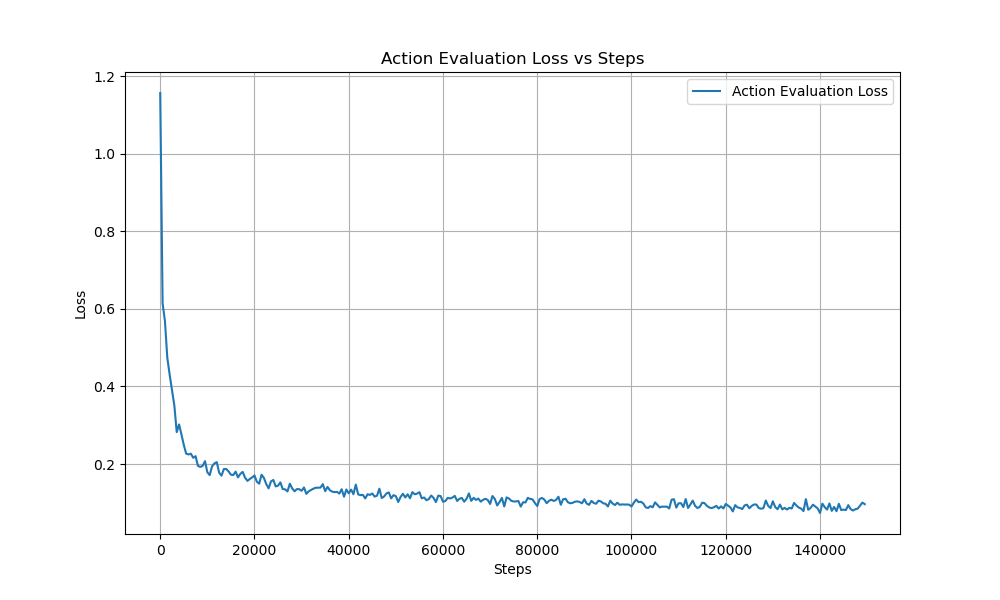 Action Evaluation Loss vs Steps
Action Evaluation Loss
Loss
1.2
1.0
0.8
0.6
0.4
0.2
0 20000 40000 60000 80000 100000 120000 140000
Steps